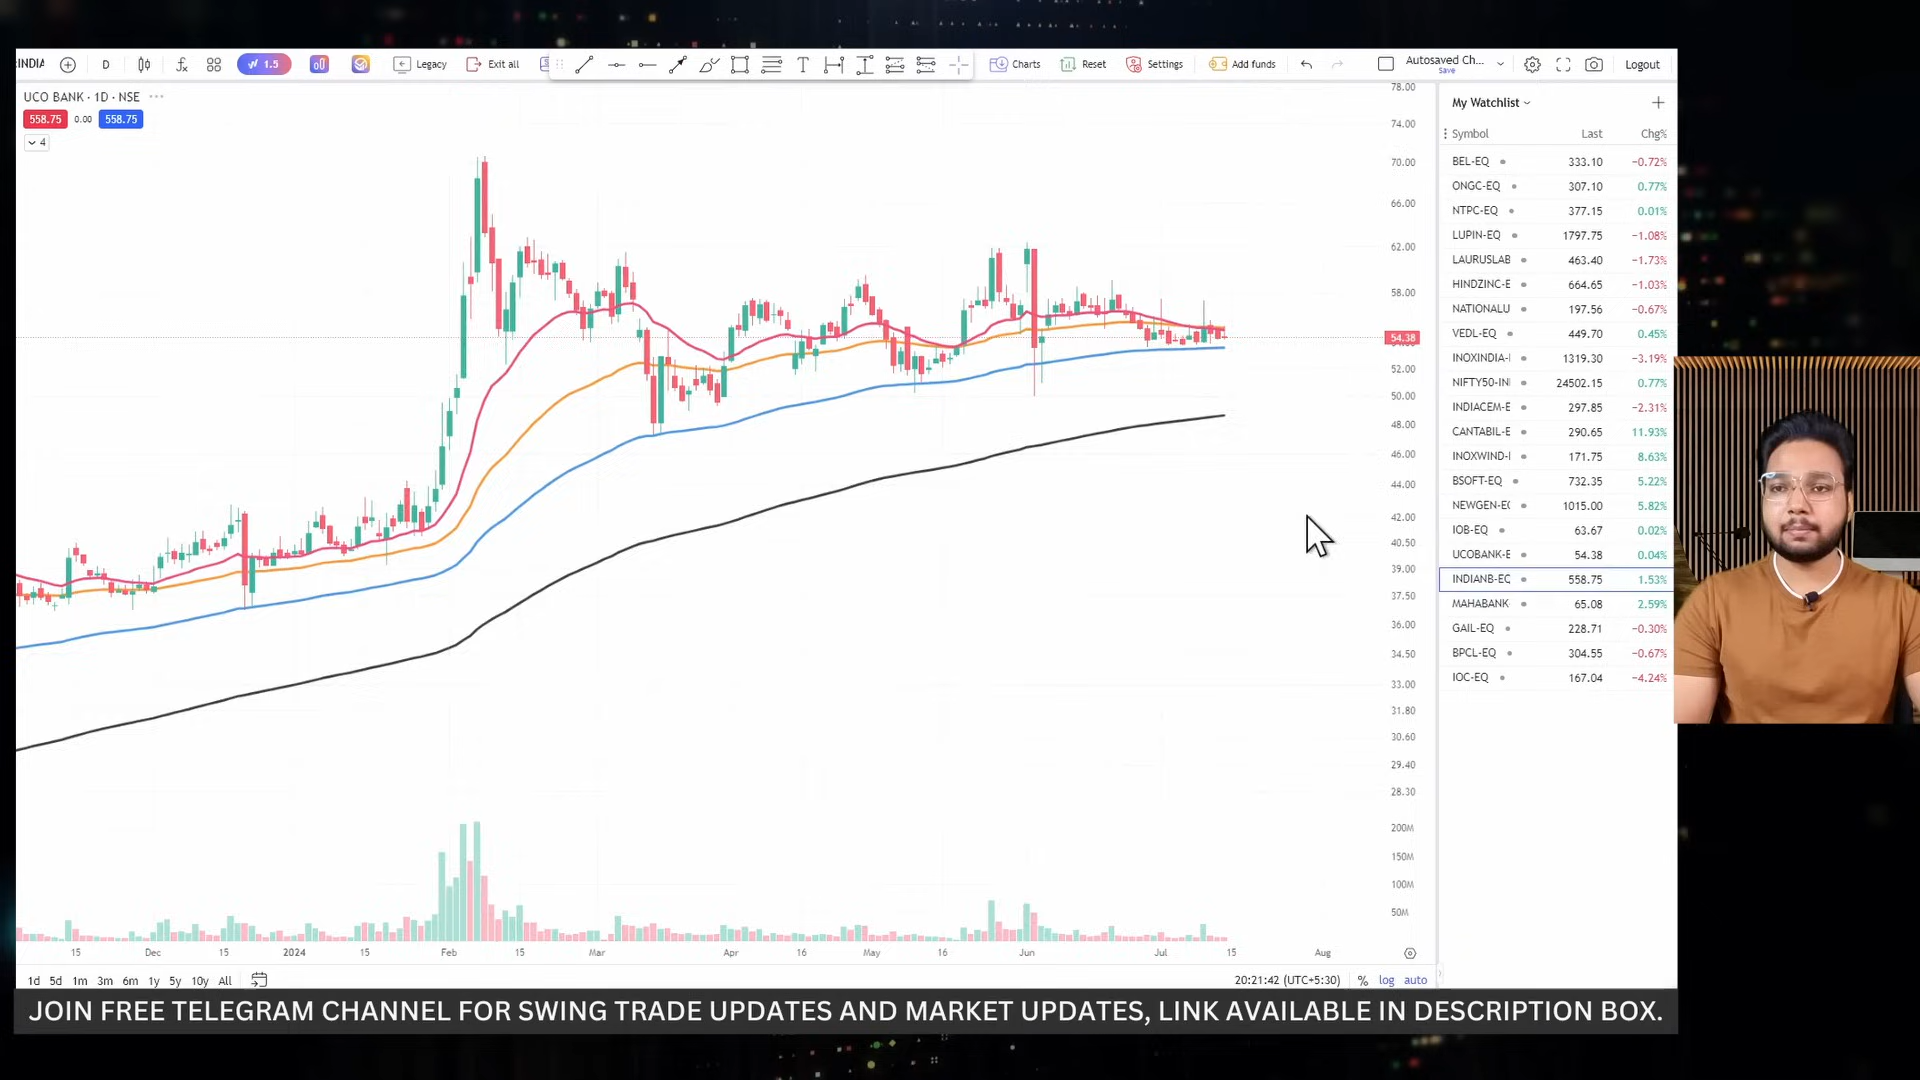 :INDIA D 1.5 Legacy Exit all T Charts Reset Settings Add funds Autosaved Ch... Save Logout
UCO BANK · 1D · NSE ···
558.75 0.00 558.75
4
78.00
74.00
70.00
66.00
62.00
58.00
54.38
52.00
50.00
48.00
46.00
44.00
42.00
40.50
39.00
37.50
36.00
34.50
33.00
31.80
30.60
29.40
28.30
200M
150M
100M
50M
15 Dec 15 2024 15 Feb 15 Mar Apr 16 May 16 Jun Jul 15 Aug
1d 5d 1m 3m 6m 1y 5y 10y All 20:21:42 (UTC+5:30) % log auto
My Watchlist
Symbol Last Chg%
BEL-EQ 333.10 −0.72%
ONGC-EQ 307.10 0.77%
NTPC-EQ 377.15 0.01%
LUPIN-EQ 1797.75 −1.08%
LAURUSLAB 463.40 −1.73%
HINDZINC-E 664.65 −1.03%
NATIONALU 197.56 −0.67%
VEDL-EQ 449.70 0.45%
INOXINDIA-I 1319.30 −3.19%
NIFTY50-IN 24502.15 0.77%
INDIACEM-E 297.85 −2.31%
CANTABIL-E 290.65 11.93%
INOXWIND-I 171.75 8.63%
BSOFT-EQ 732.35 5.22%
NEWGEN-EC 1015.00 5.82%
IOB-EQ 63.67 0.02%
UCOBANK-E 54.38 0.04%
INDIANB-EQ 558.75 1.53%
MAHABANK 65.08 2.59%
GAIL-EQ 228.71 −0.30%
BPCL-EQ 304.55 −0.67%
IOC-EQ 167.04 −4.24%
JOIN FREE TELEGRAM CHANNEL FOR SWING TRADE UPDATES AND MARKET UPDATES, LINK AVAILABLE IN DESCRIPTION BOX.